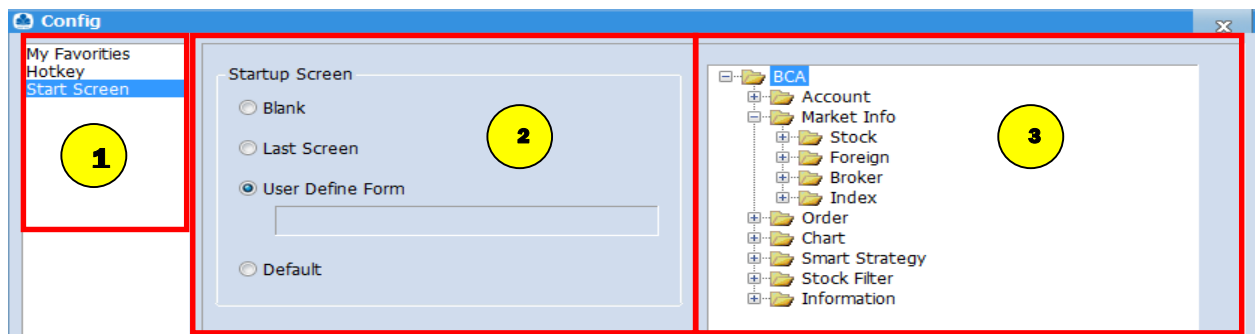 Config
My Favorities
Hotkey
Start Screen
1
Startup Screen
Blank
Last Screen
User Define Form
Default
2
BCA
Account
Market Info
Stock
Foreign
Broker
Index
Order
Chart
Smart Strategy
Stock Filter
Information
3